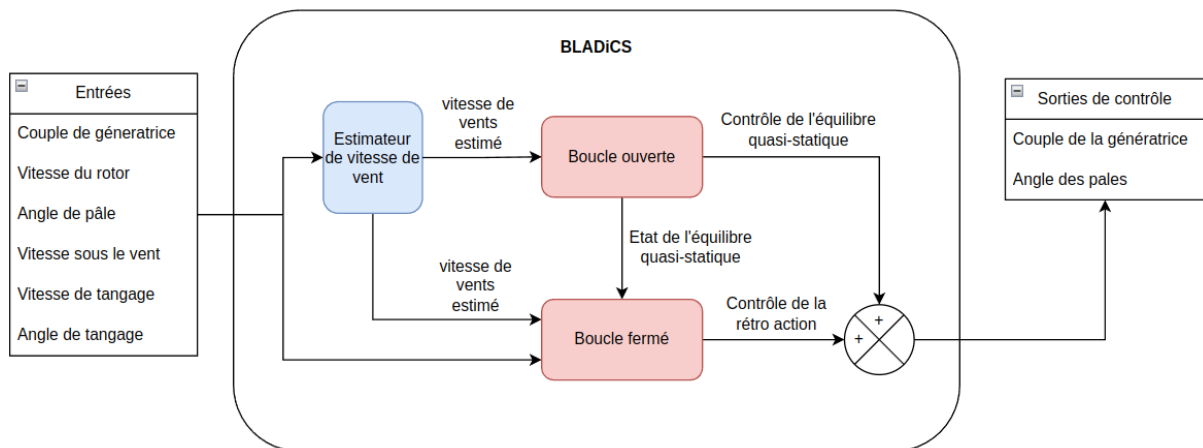 BLADiCS
Entrées
Couple de géneratrice
Vitesse du rotor
Angle de pâle
Vitesse sous le vent
Vitesse de tangage
Angle de tangage
Estimateur
de vitesse de
vent
vitesse de
vents
estimé
Boucle ouverte
Contrôle de l'équilibre
quasi-statique
Etat de l'équilibre
quasi-statique
vitesse de
vents
estimé
Boucle fermé
Contrôle de la
rétro action
+
+
Sorties de contrôle
Couple de la génératrice
Angle des pales